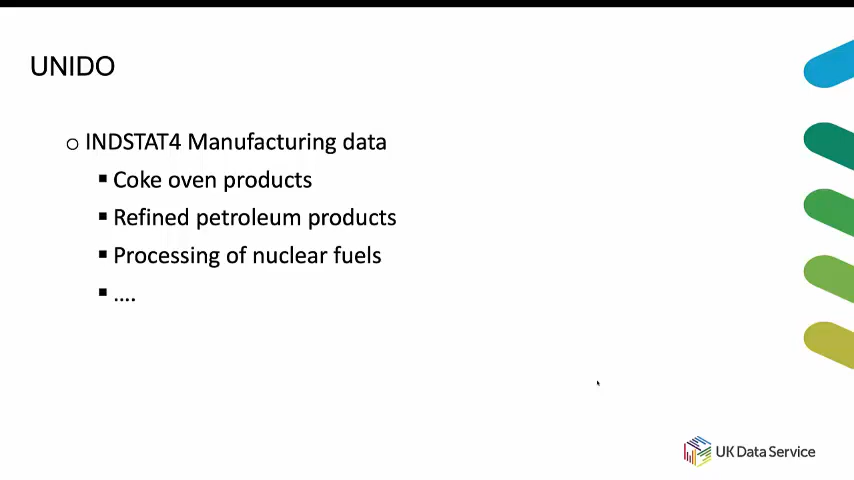 UNIDO
o INDSTAT4 Manufacturing data
▪ Coke oven products
▪ Refined petroleum products
▪ Processing of nuclear fuels
▪ ....
UK Data Service